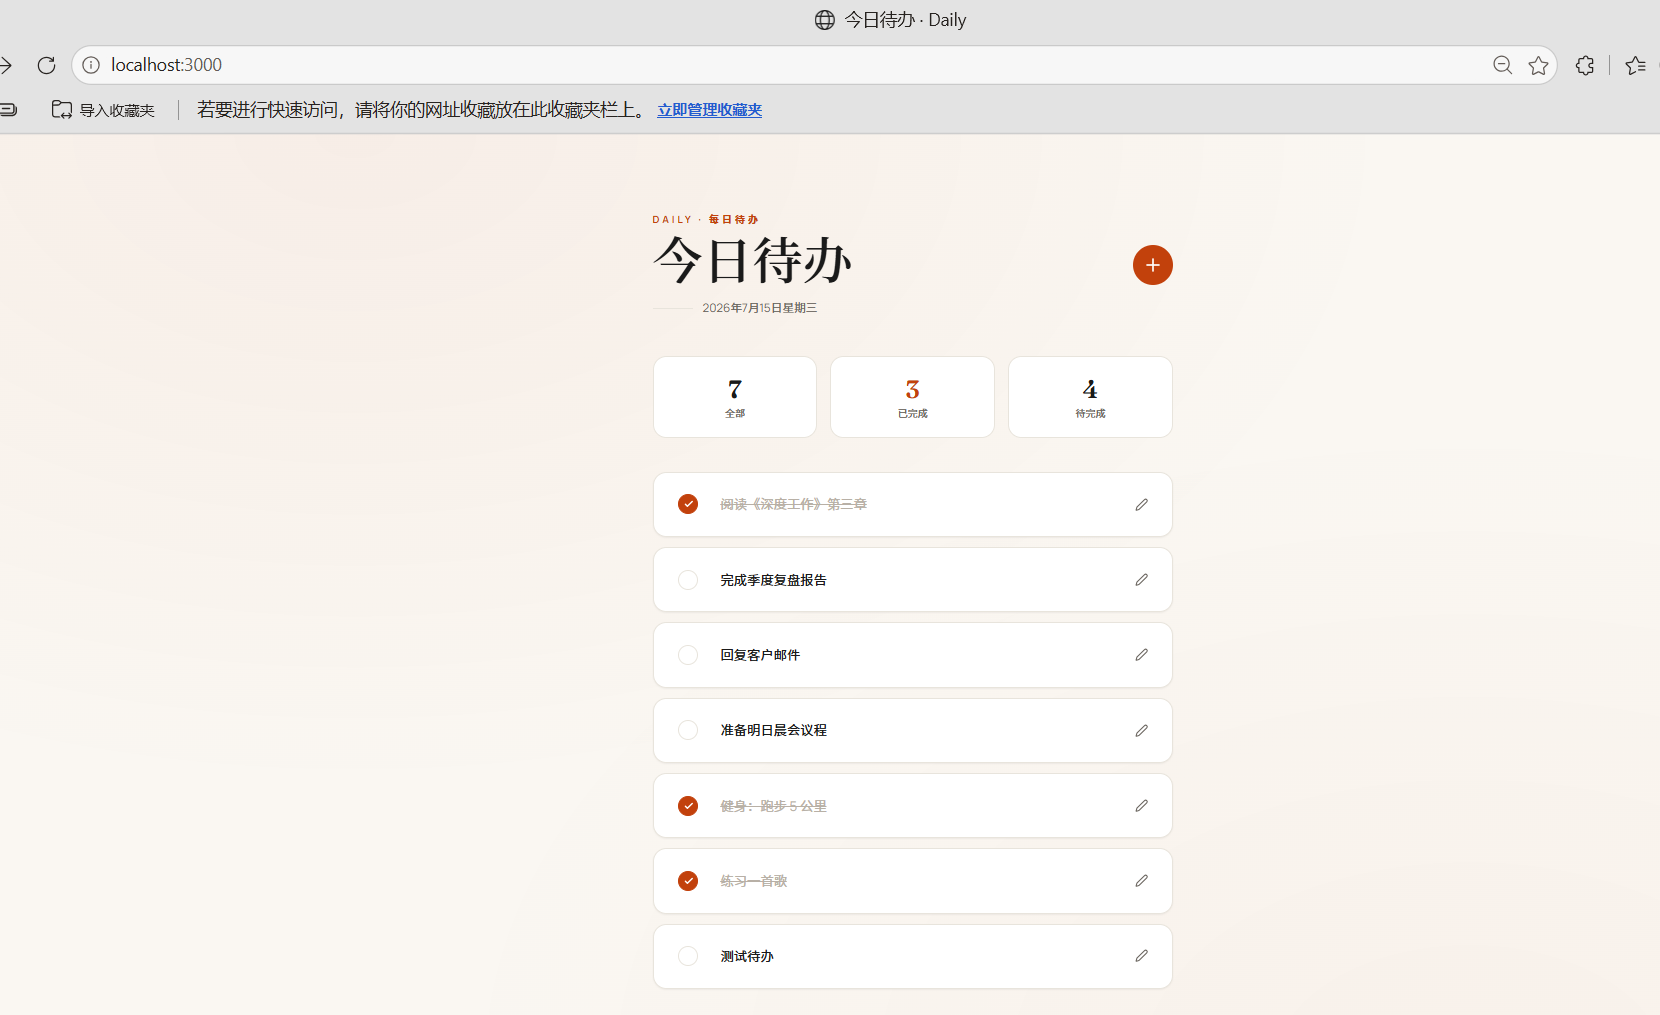 今日待办 · Daily
localhost:3000
导入收藏夹
若要进行快速访问，请将你的网址收藏放在此收藏夹栏上。 立即管理收藏夹
DAILY · 每日待办
今日待办
2026年7月15日星期三
7
全部
3
已完成
4
待完成
阅读《深度工作》第三章
完成季度复盘报告
回复客户邮件
准备明日晨会议程
健身：跑步 5 公里
练习一首歌
测试待办